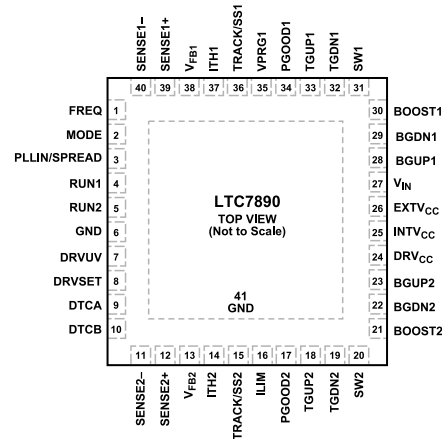 SENSE1–
SENSE1+
VFB1
ITH1
TRACK/SS1
VPRG1
PGOOD1
TGUP1
TGDN1
SW1
40 39 38 37 36 35 34 33 32 31
FREQ 1
MODE 2
PLLIN/SPREAD 3
RUN1 4
RUN2 5
GND 6
DRVUV 7
DRVSET 8
DTCA 9
DTCB 10
LTC7890
TOP VIEW
(Not to Scale)
41
GND
30 BOOST1
29 BGDN1
28 BGUP1
27 VIN
26 EXTVCC
25 INTVCC
24 DRVCC
23 BGUP2
22 BGDN2
21 BOOST2
11 12 13 14 15 16 17 18 19 20
SENSE2–
SENSE2+
VFB2
ITH2
TRACK/SS2
ILIM
PGOOD2
TGUP2
TGDN2
SW2